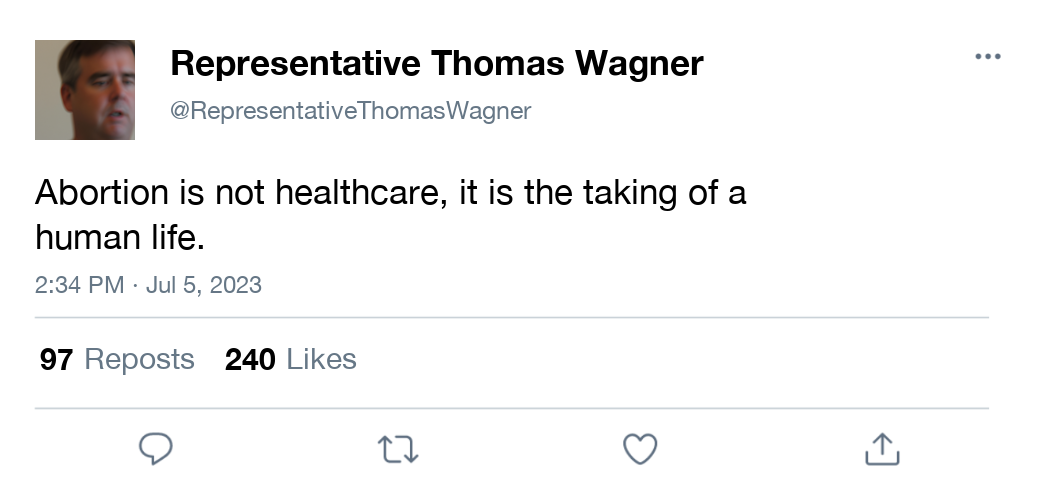 Representative Thomas Wagner
@RepresentativeThomasWagner
Abortion is not healthcare, it is the taking of a
human life.
2:34 PM · Jul 5, 2023
97 Reposts 240 Likes